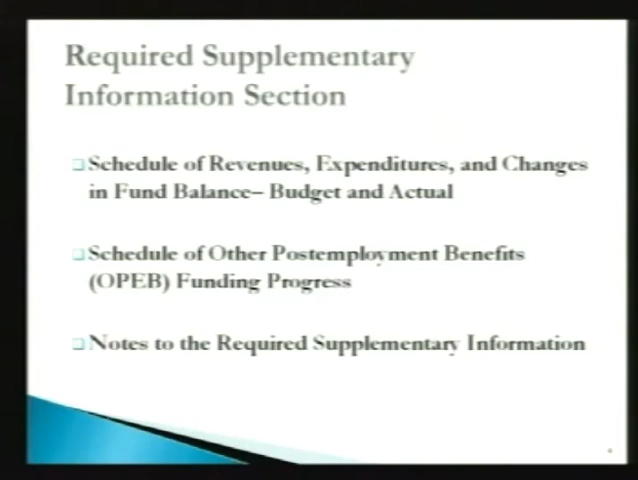 Required Supplementary
Information Section
Schedule of Revenues, Expenditures, and Changes
in Fund Balance– Budget and Actual
Schedule of Other Postemployment Benefits
(OPEB) Funding Progress
Notes to the Required Supplementary Information